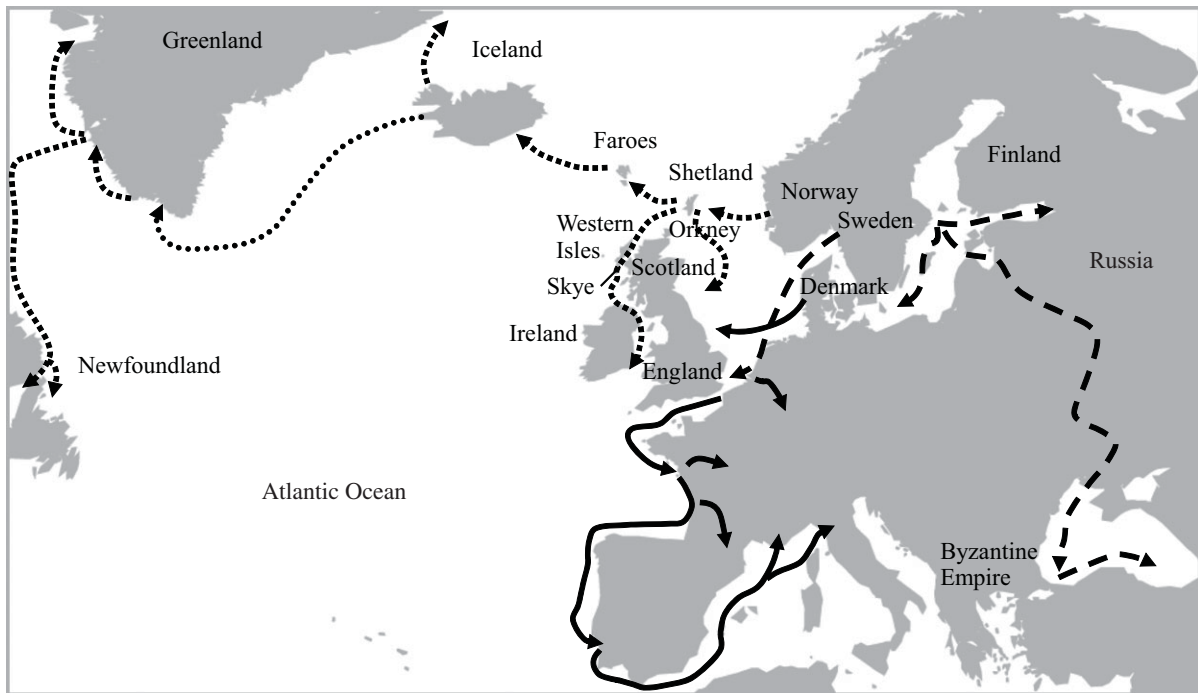 Greenland
Iceland
Faroes
Shetland
Finland
Norway
Sweden
Western
Isles
Orkney
Scotland
Skye
Russia
Denmark
Ireland
England
Newfoundland
Atlantic Ocean
Byzantine
Empire